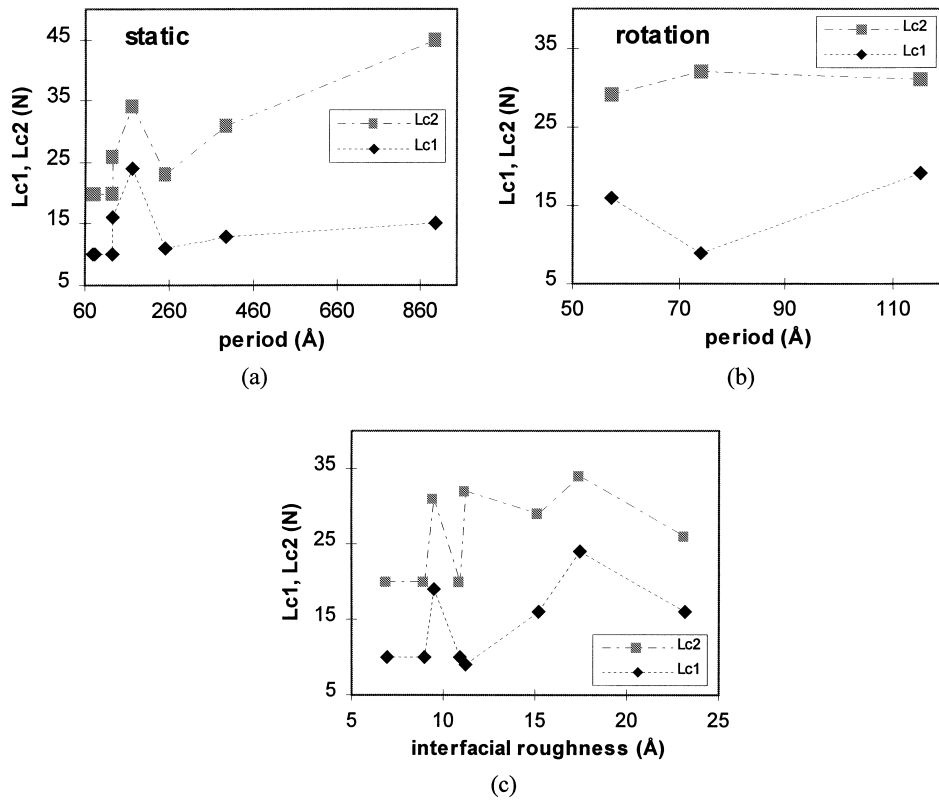 static
Lc1, Lc2 (N)
45
35
25
15
5
Lc2
Lc1
60 260 460 660 860
period (Å)
(a)
rotation
Lc1, Lc2 (N)
35
25
15
5
Lc2
Lc1
50 70 90 110
period (Å)
(b)
Lc1, Lc2 (N)
35
25
15
5
Lc2
Lc1
5 10 15 20 25
interfacial roughness (Å)
(c)